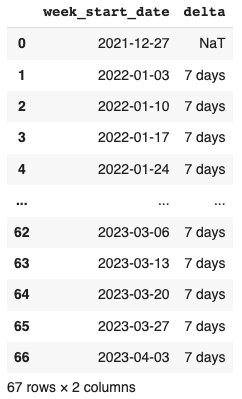 week_start_date delta
0 2021-12-27 NaT
1 2022-01-03 7 days
2 2022-01-10 7 days
3 2022-01-17 7 days
4 2022-01-24 7 days
... ... ...
62 2023-03-06 7 days
63 2023-03-13 7 days
64 2023-03-20 7 days
65 2023-03-27 7 days
66 2023-04-03 7 days
67 rows × 2 columns